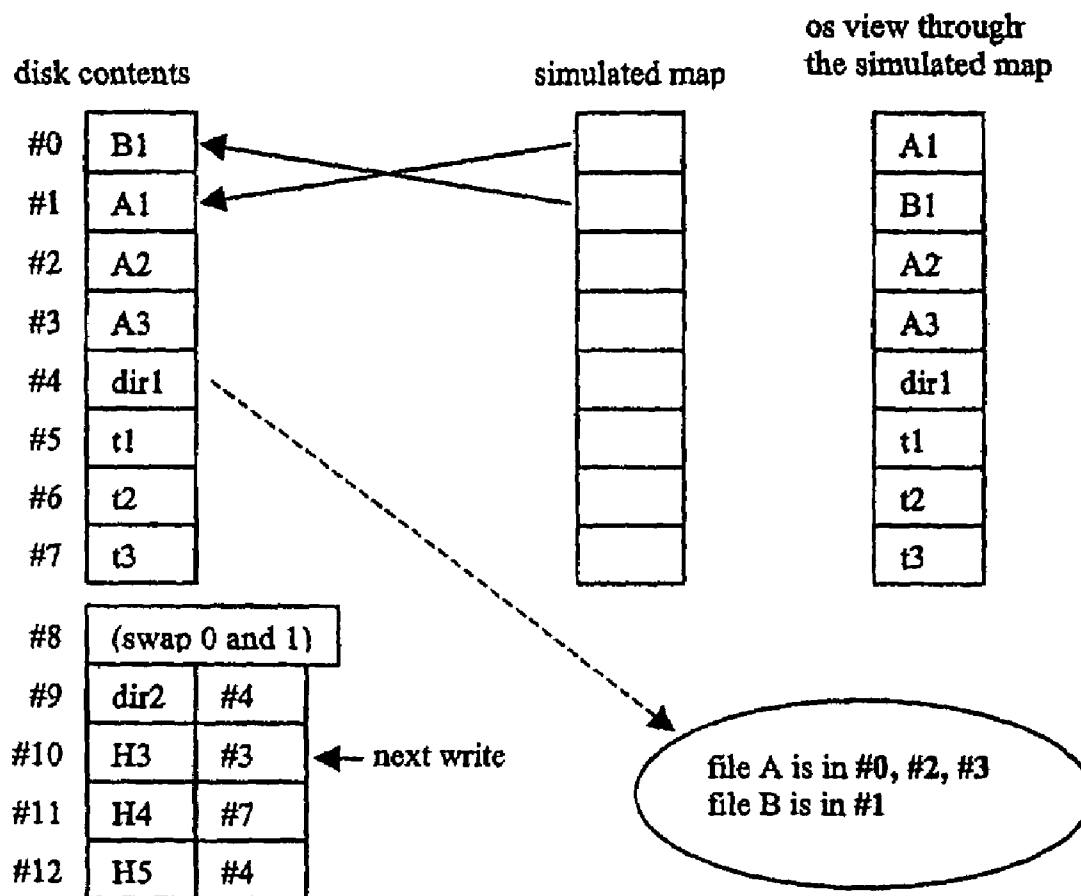 os view through
the simulated map
disk contents
simulated map
#0 B1 A1
#1 A1 B1
#2 A2 A2
#3 A3 A3
#4 dir1 dir1
#5 t1 t1
#6 t2 t2
#7 t3 t3
#8 (swap 0 and 1)
#9 dir2 #4
#10 H3 #3 next write
#11 H4 #7
#12 H5 #4
file A is in #0, #2, #3
file B is in #1